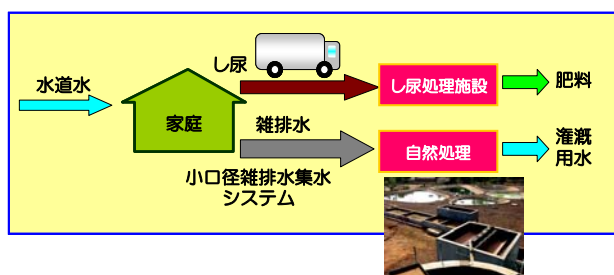 水道水
家庭
し尿
し尿処理施設
肥料
雑排水
自然処理
潅漑
用水
小口径雑排水集水
システム